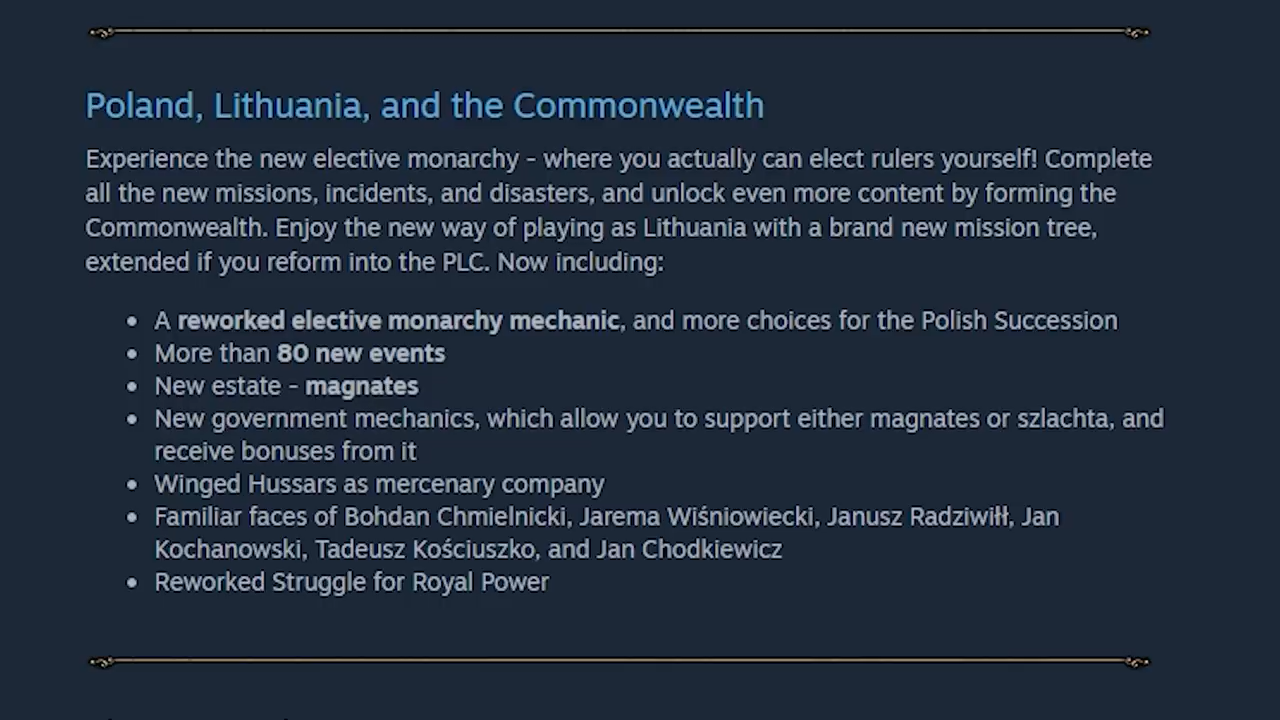 Poland, Lithuania, and the Commonwealth
Experience the new elective monarchy - where you actually can elect rulers yourself! Complete
all the new missions, incidents, and disasters, and unlock even more content by forming the
Commonwealth. Enjoy the new way of playing as Lithuania with a brand new mission tree,
extended if you reform into the PLC. Now including:
• A reworked elective monarchy mechanic, and more choices for the Polish Succession
• More than 80 new events
• New estate - magnates
• New government mechanics, which allow you to support either magnates or szlachta, and
receive bonuses from it
• Winged Hussars as mercenary company
• Familiar faces of Bohdan Chmielnicki, Jarema Wiśniowiecki, Janusz Radziwiłł, Jan
Kochanowski, Tadeusz Kościuszko, and Jan Chodkiewicz
• Reworked Struggle for Royal Power